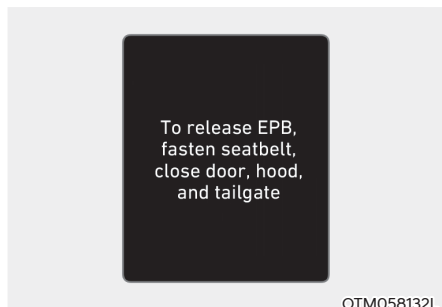 To release EPB,
fasten seatbelt,
close door, hood,
and tailgate
OTM058132L